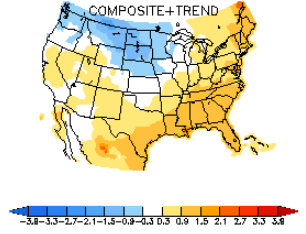 COMPOSITE+TREND
-3.9-3.3-2.7-2.1-1.5-0.9-0.3 0.3 0.9 1.5 2.1 2.7 3.3 3.9